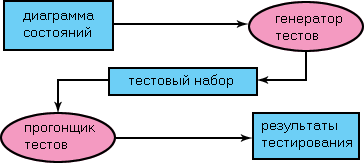 диаграмма
состояний
генератор
тестов
тестовый набор
прогонщик
тестов
результаты
тестирования